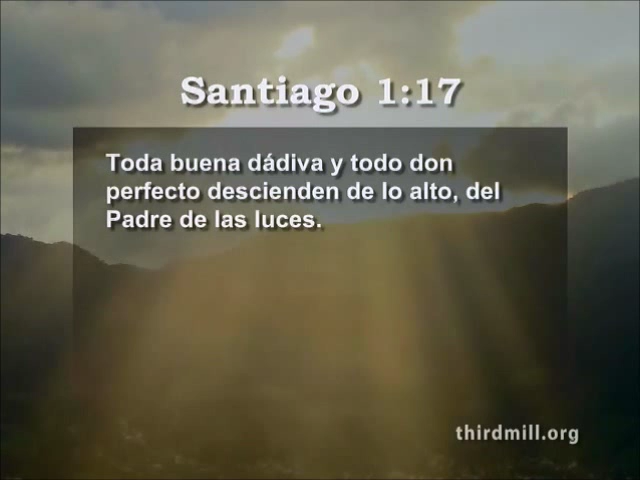 Santiago 1:17
Toda buena dádiva y todo don
perfecto descienden de lo alto, del
Padre de las luces.
thirdmill.org